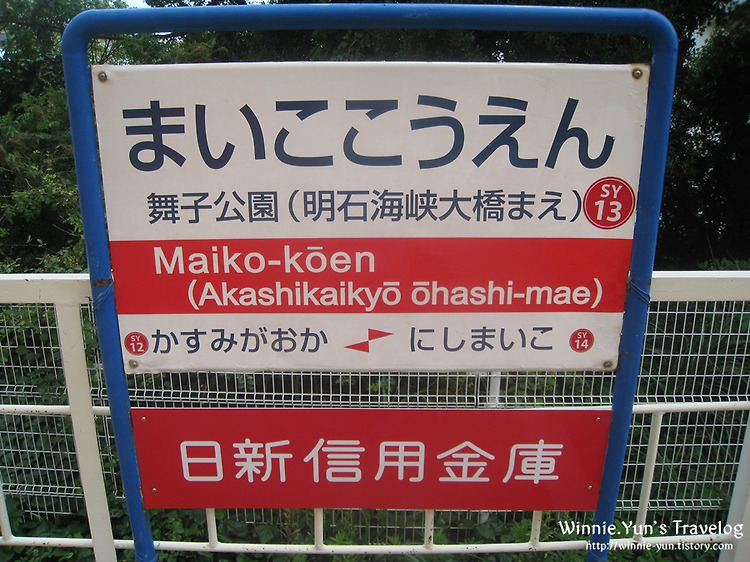 まいここうえん
舞子公園（明石海峡大橋まえ）
SY
13
Maiko-kōen
(Akashikaikyō ōhashi-mae)
SY
12
かすみがおか
にしまいこ
SY
14
日新信用金庫
Winnie.Yun's Travelog
http://winnie-yun.tistory.com